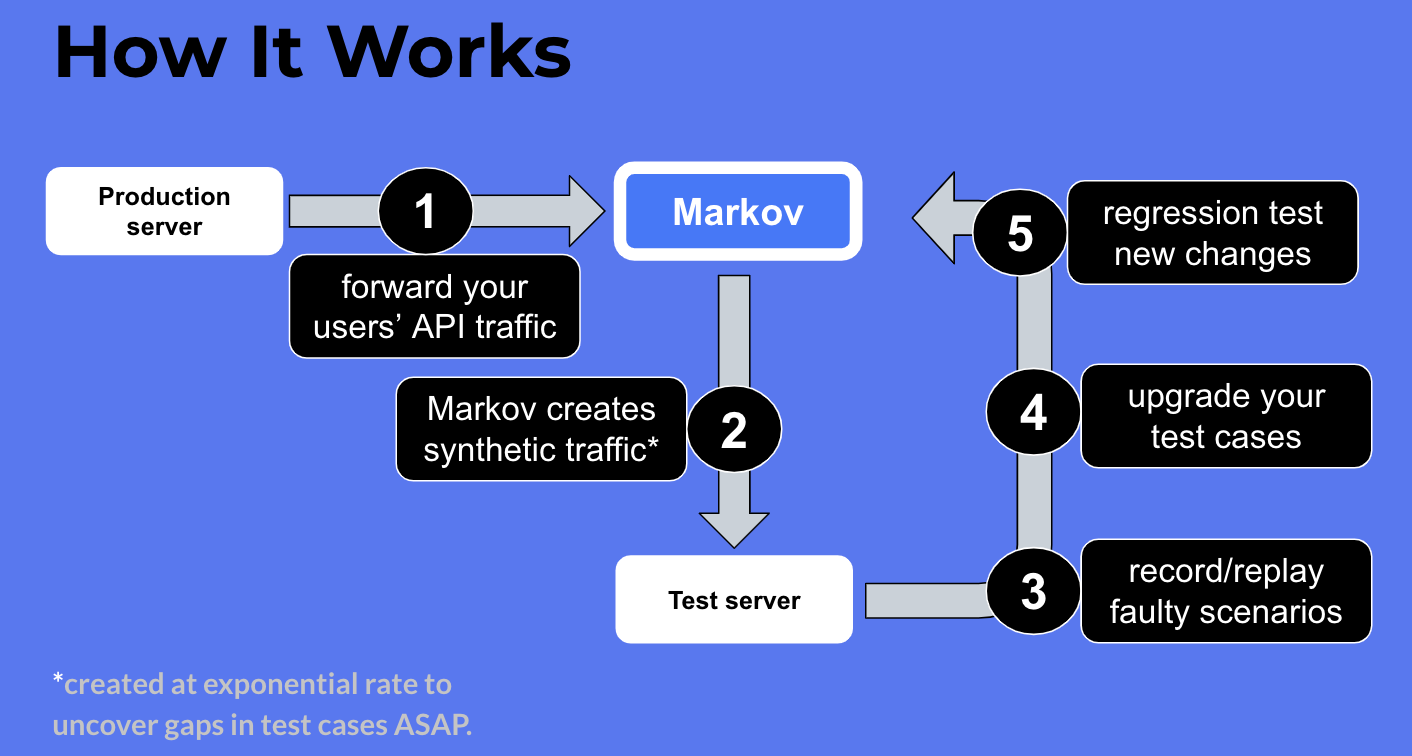 How It Works
Production
server
1
forward your
users’ API traffic
Markov
Markov creates
synthetic traffic*
2
Test server
3
record/replay
faulty scenarios
4
upgrade your
test cases
5
regression test
new changes
*created at exponential rate to
uncover gaps in test cases ASAP.